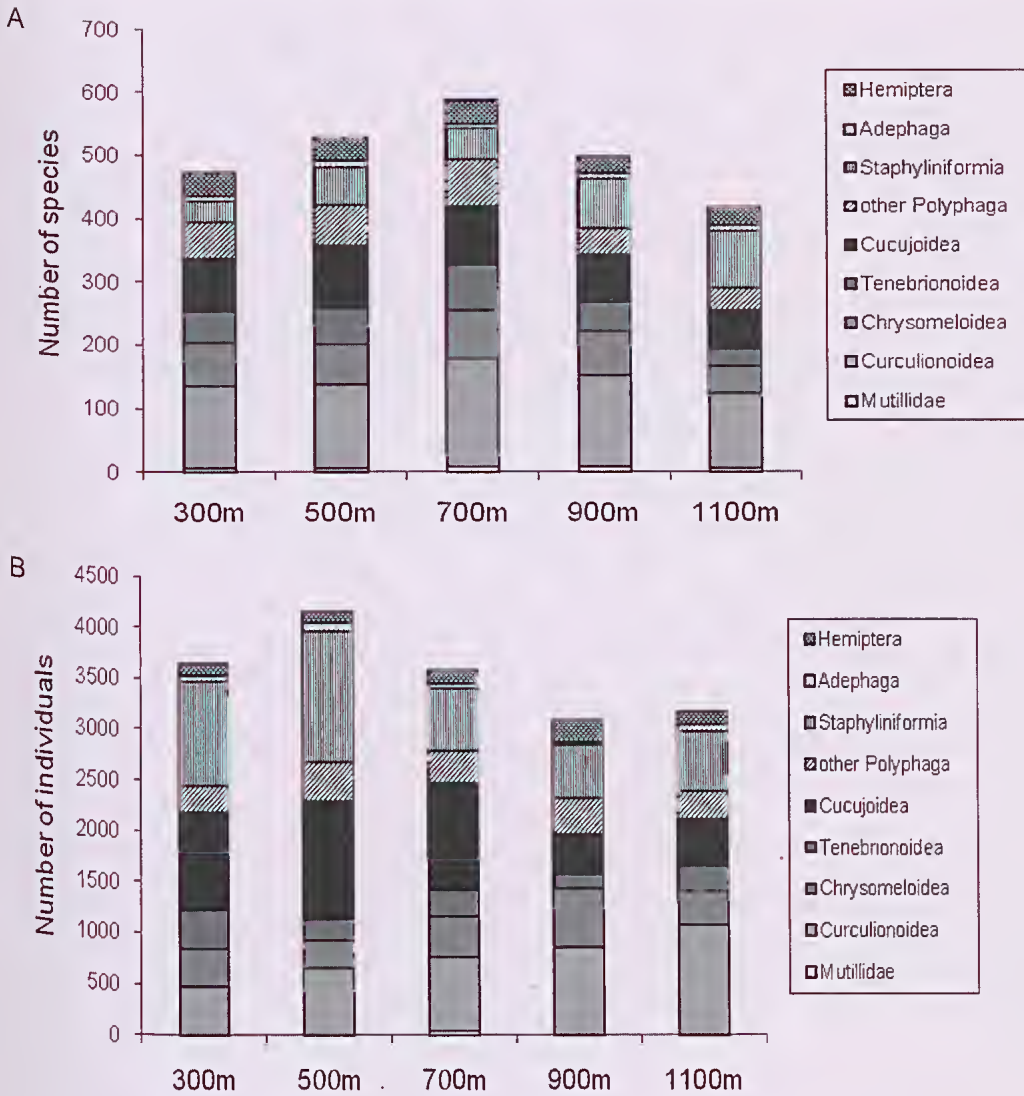 A
700
600
500
400
300
200
100
0
Number of species
300m 500m 700m 900m 1100m
Hemiptera
Adephaga
Staphyliniformia
other Polyphaga
Cucujoidea
Tenebrionoidea
Chrysomeloidea
Curculionoidea
Mutillidae
B
4500
4000
3500
3000
2500
2000
1500
1000
500
0
Number of individuals
300m 500m 700m 900m 1100m
Hemiptera
Adephaga
Staphyliniformia
other Polyphaga
Cucujoidea
Tenebrionoidea
Chrysomeloidea
Curculionoidea
Mutillidae